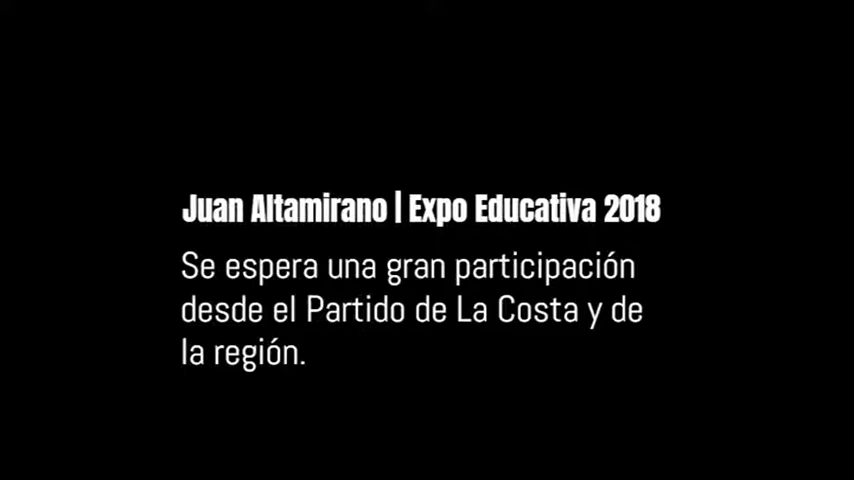 Juan Altamirano | Expo Educativa 2018
Se espera una gran participación
desde el Partido de La Costa y de
la región.